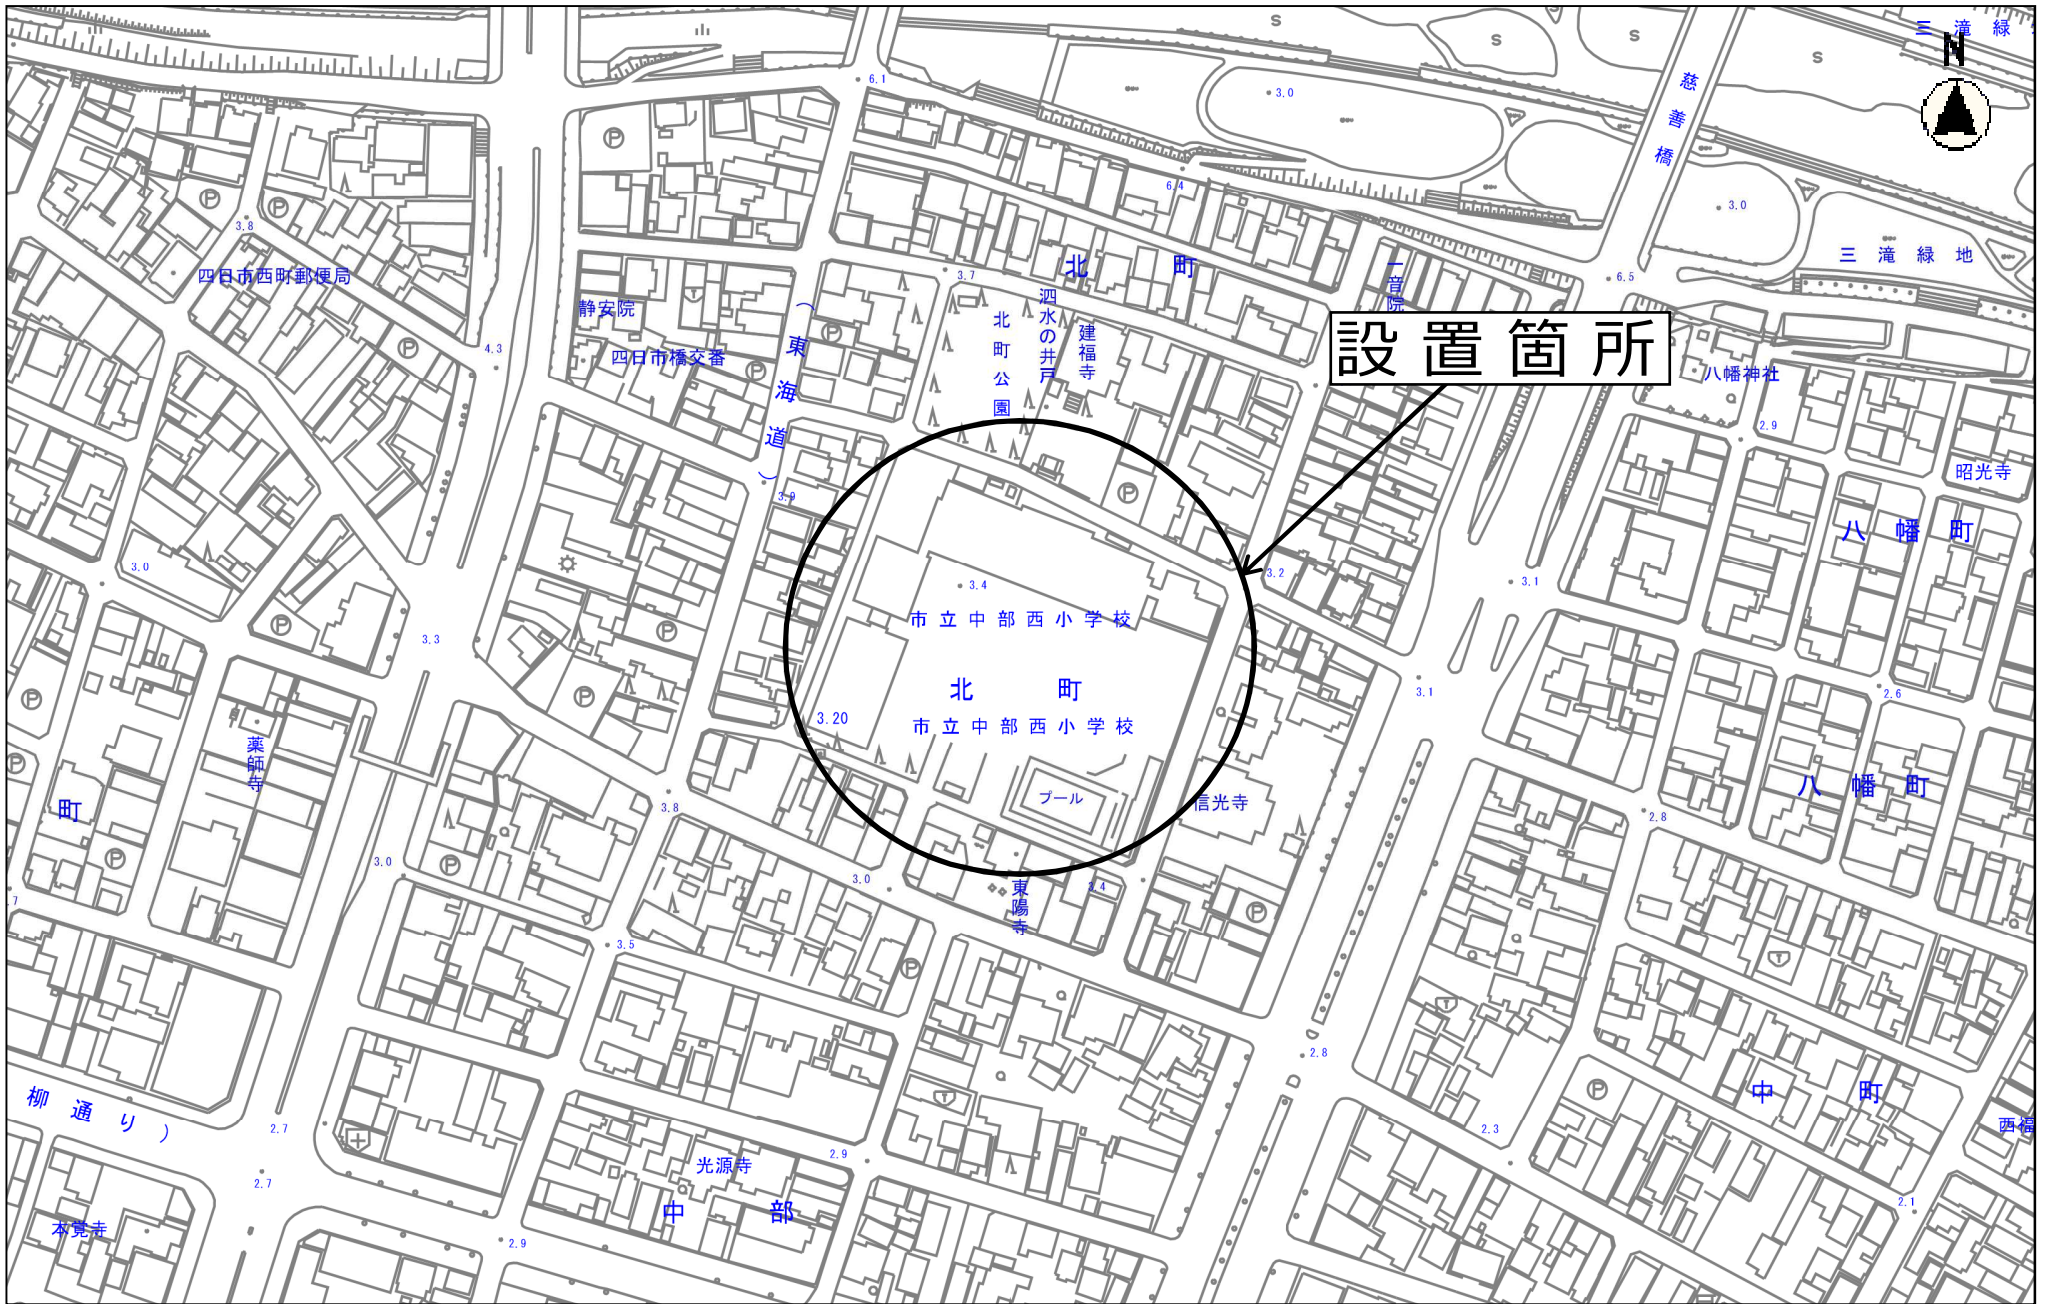 三滝緑
N
S
S
S
S
慈善橋
6.1
3.0
6.4
3.0
3.8
四日市西町郵便局
静安院
四日市橋交番
4.3
（東海道）
3.7
北町
泗水の井戸
建福寺
北町公園
一音院
6.5
三滝緑地
設置箇所
八幡神社
2.9
昭光寺
八幡町
3.9
3.0
3.4
3.2
3.1
市立中部西小学校
3.3
北町
3.1
2.6
3.20
市立中部西小学校
薬師寺
町
3.8
プール
信光寺
八幡町
2.8
3.0
3.0
3.4
東陽寺
.7
3.5
2.8
柳通り）
2.7
中町
2.3
西福
2.7
光源寺
2.9
中部
2.1
本覚寺
2.9